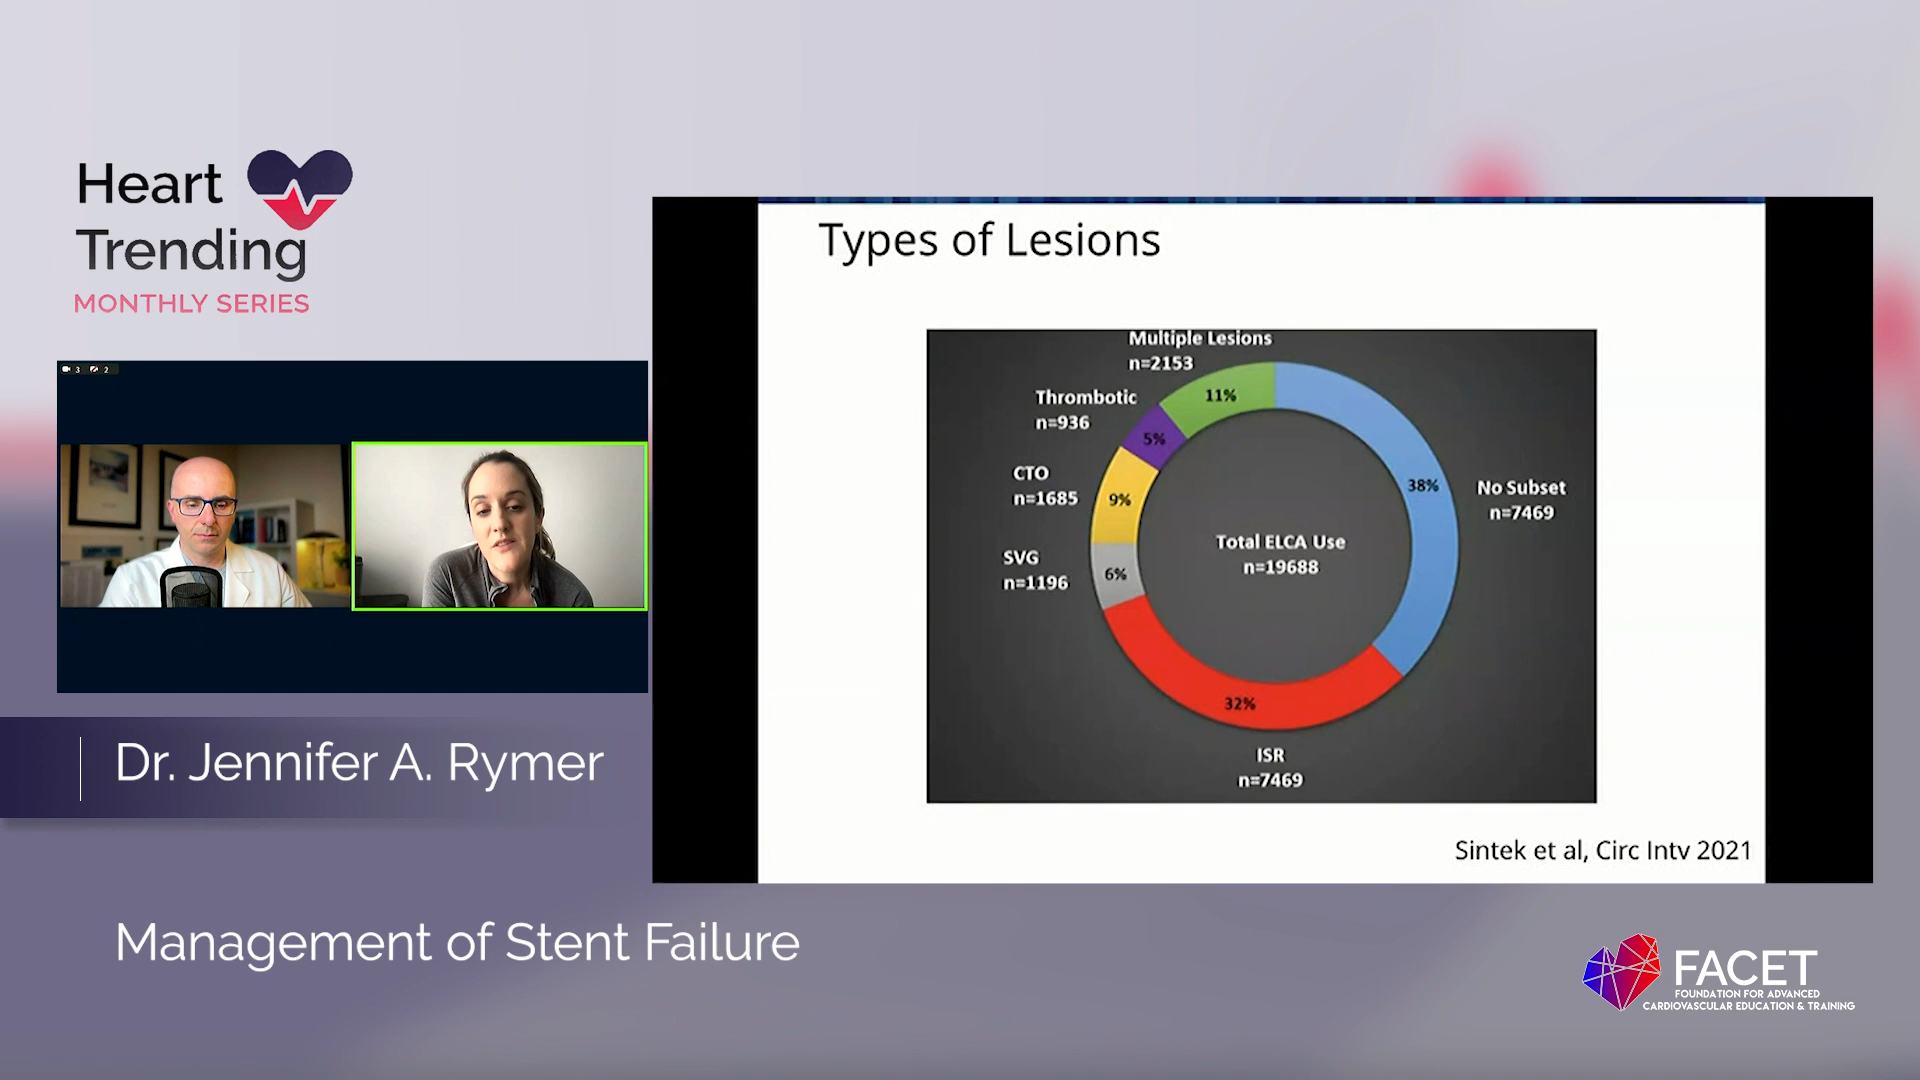 Heart
Trending
MONTHLY SERIES
3 2
Dr. Jennifer A. Rymer
Management of Stent Failure
Types of Lesions
Multiple Lesions
n=2153
11%
Thrombotic
n=936
5%
CTO
n=1685
9%
SVG
n=1196
6%
38%
No Subset
n=7469
Total ELCA Use
n=19688
32%
ISR
n=7469
Sintek et al, Circ Intv 2021
FACET
FOUNDATION FOR ADVANCED
CARDIOVASCULAR EDUCATION & TRAINING